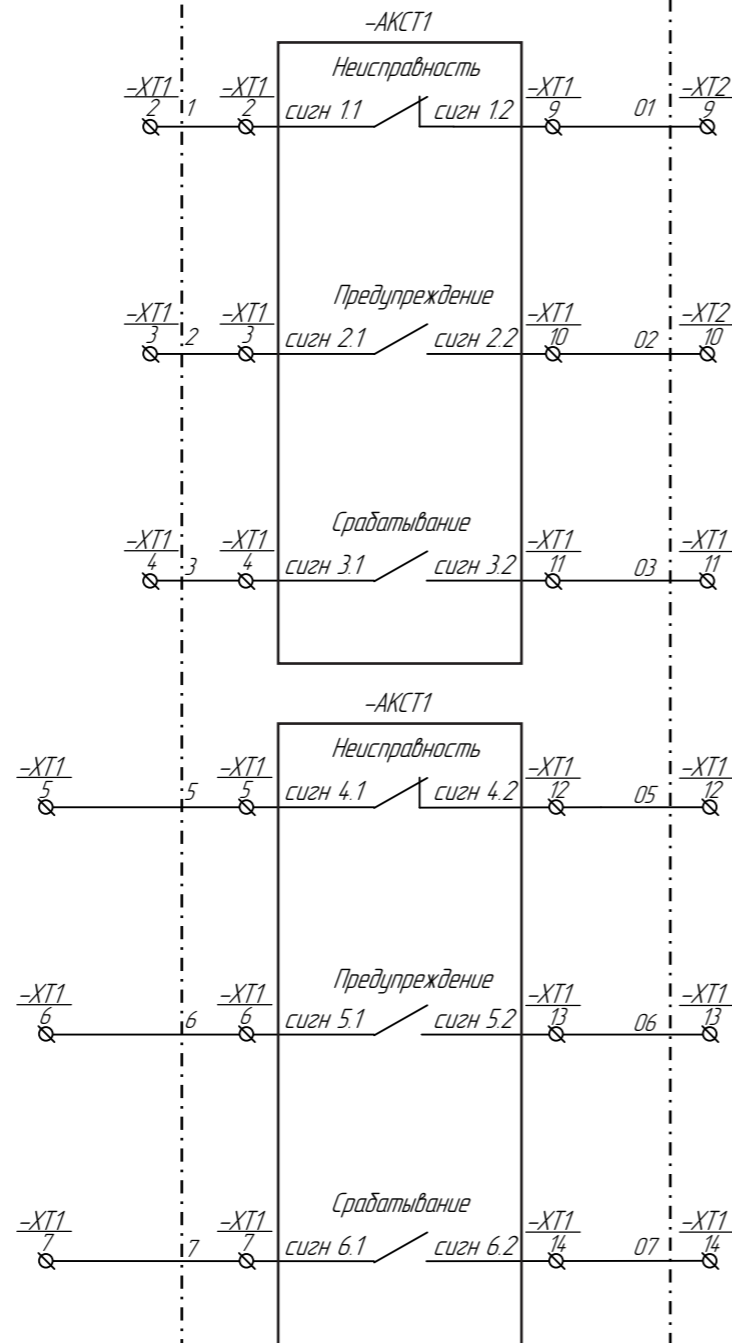 -АКСТ1
Неисправность
-XT1 -XT1 -XT1 -XT2
2 1 2 сигн 1.1 сигн 1.2 9 01 9
Предупреждение
-XT1 -XT1 -XT1 -XT2
3 2 3 сигн 2.1 сигн 2.2 10 02 10
Срабатывание
-XT1 -XT1 -XT1 -XT1
4 3 4 сигн 3.1 сигн 3.2 11 03 11
-АКСТ1
Неисправность
-XT1 -XT1 -XT1 -XT1
5 5 5 сигн 4.1 сигн 4.2 12 05 12
Предупреждение
-XT1 -XT1 -XT1 -XT1
6 6 6 сигн 5.1 сигн 5.2 13 06 13
Срабатывание
-XT1 -XT1 -XT1 -XT1
7 7 7 сигн 6.1 сигн 6.2 14 07 14